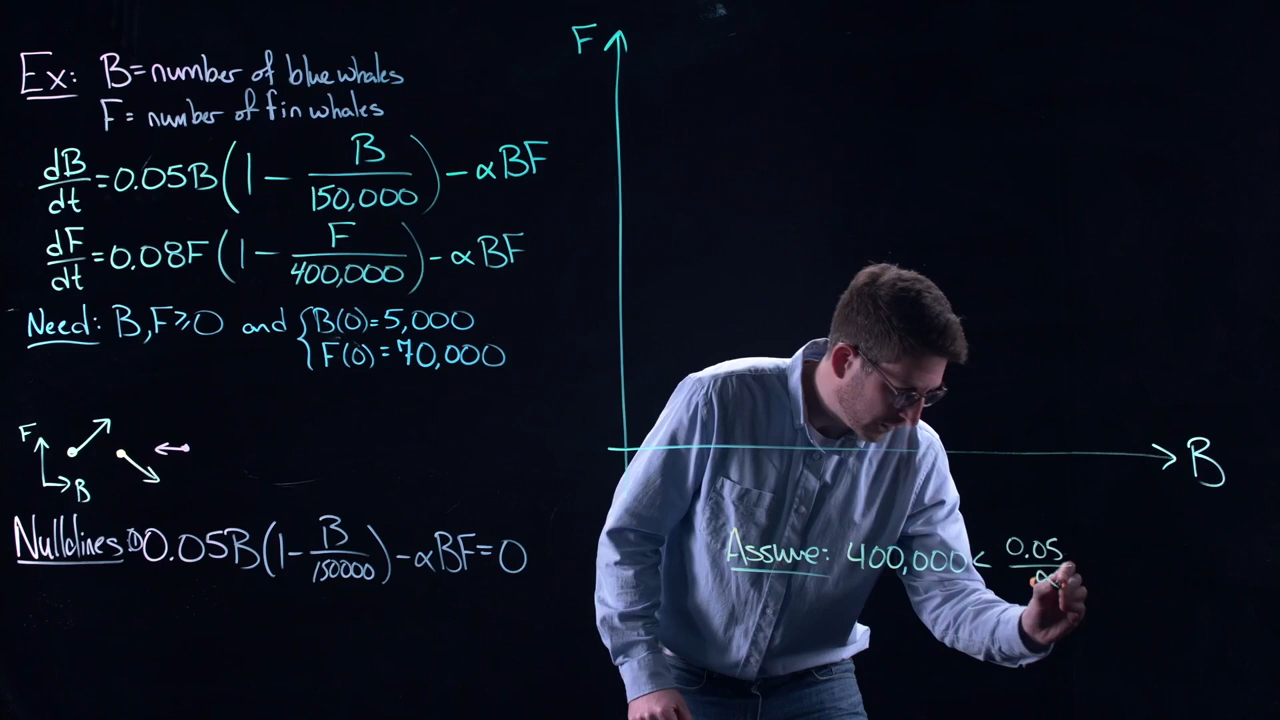 Ex: B=number of blue whales
F= number of fin whales
dB/dt=0.05B(1-B/150,000)-αBF
dF/dt=0.08F(1-F/400,000)-αBF
Need: B,F≥0 and {B(0)=5,000
F(0)=70,000
F
B
Nullclines: ① 0.05B(1-B/150000)-αBF=0
F
B
Assume: 400,000< 0.05/α